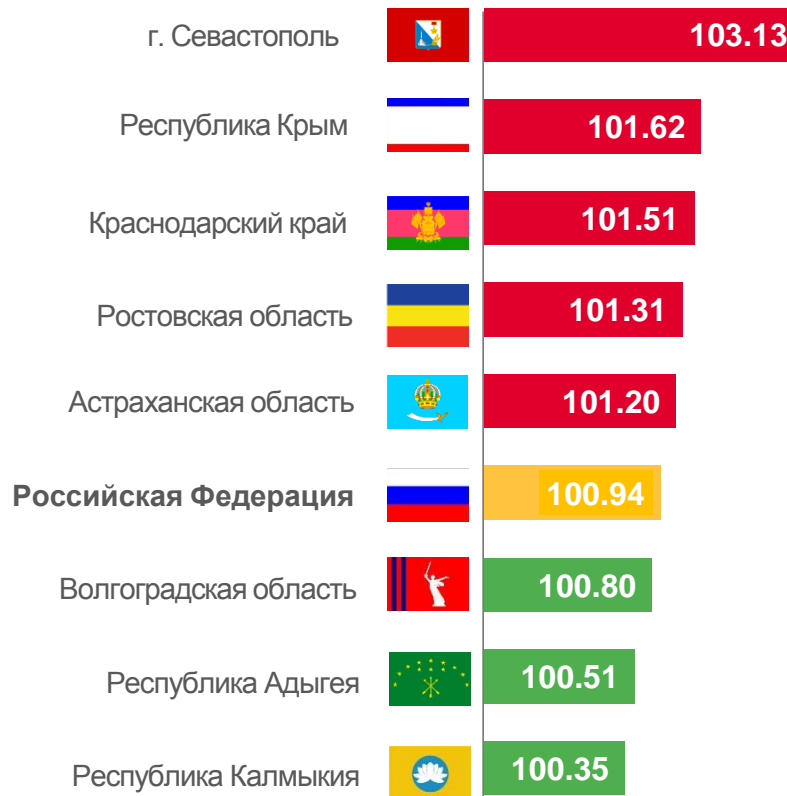 г. Севастополь 103.13
Республика Крым 101.62
Краснодарский край 101.51
Ростовская область 101.31
Астраханская область 101.20
Российская Федерация 100.94
Волгоградская область 100.80
Республика Адыгея 100.51
Республика Калмыкия 100.35